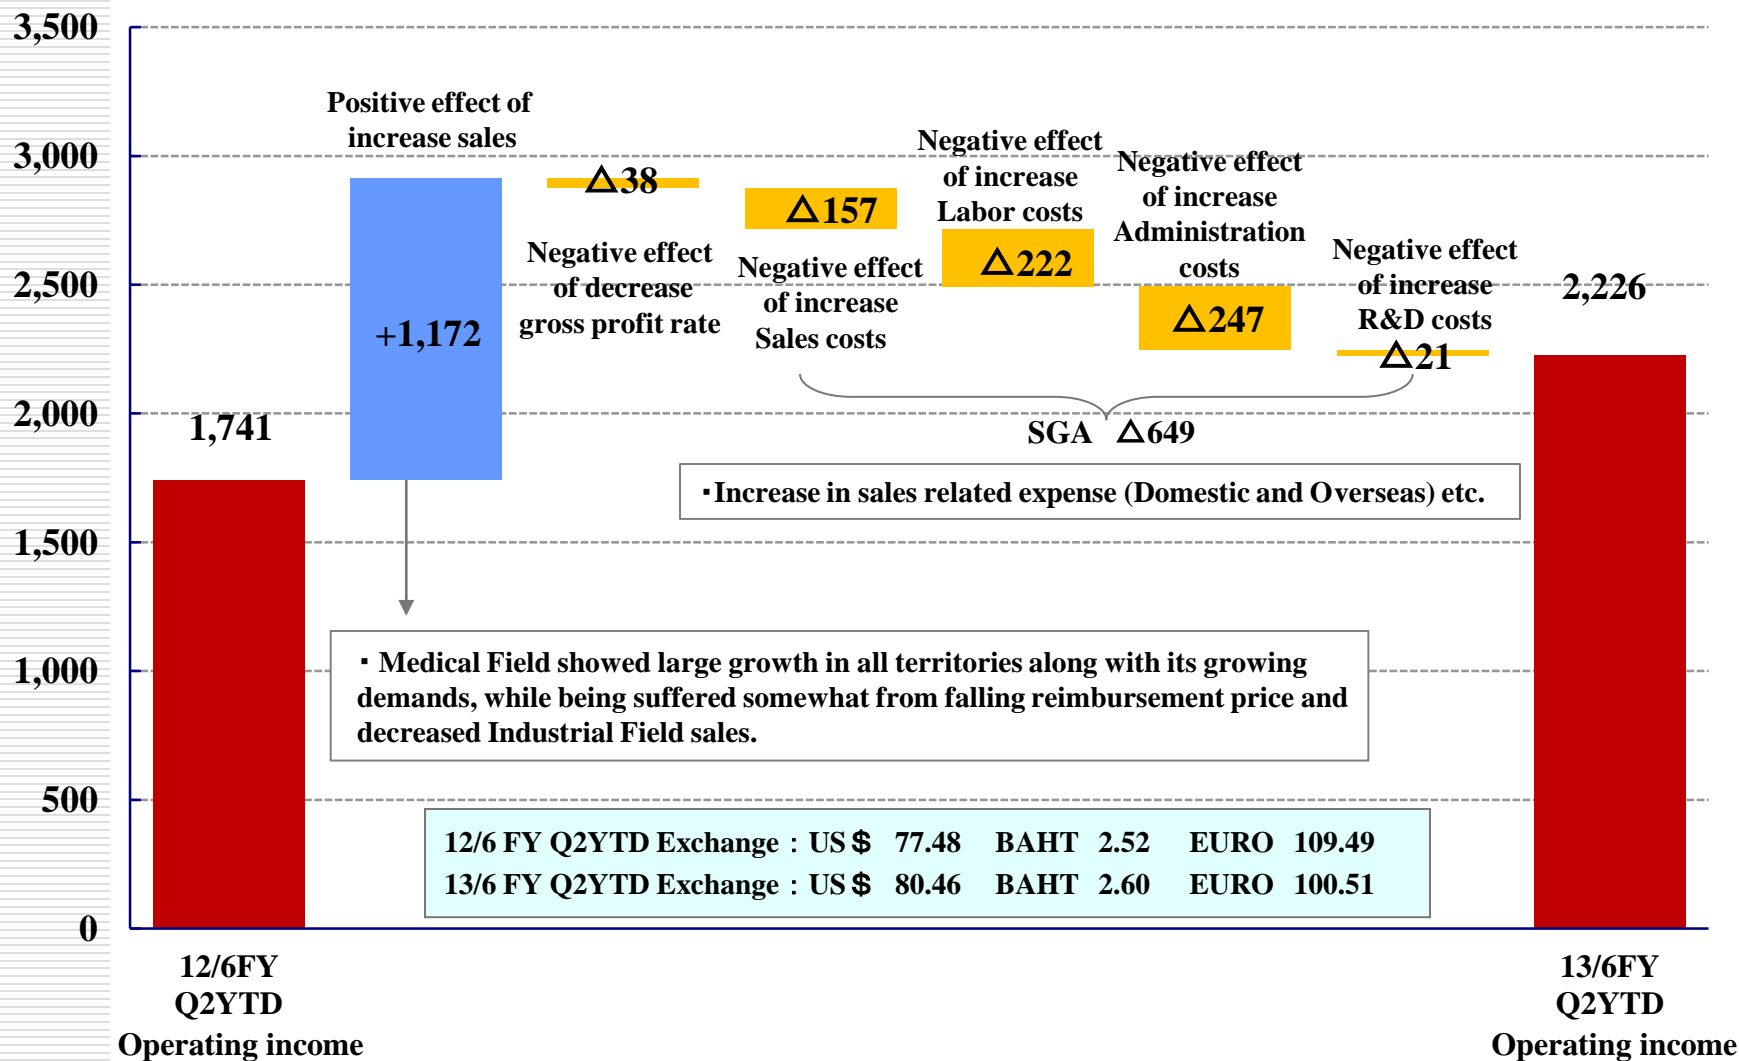 3,500
3,000
2,500
2,000
1,500
1,000
500
0
Positive effect of
increase sales
+1,172
1,741
△38
Negative effect
of decrease
gross profit rate
△157
Negative effect
of increase
Sales costs
Negative effect
of increase
Labor costs
△222
Negative effect
of increase
Administration
costs
△247
Negative effect
of increase
R&D costs
△21
2,226
SGA △649
・Increase in sales related expense (Domestic and Overseas) etc.
・Medical Field showed large growth in all territories along with its growing
demands, while being suffered somewhat from falling reimbursement price and
decreased Industrial Field sales.
12/6 FY Q2YTD Exchange：US＄ 77.48 BAHT 2.52 EURO 109.49
13/6 FY Q2YTD Exchange：US＄ 80.46 BAHT 2.60 EURO 100.51
12/6FY
Q2YTD
Operating income
13/6FY
Q2YTD
Operating income